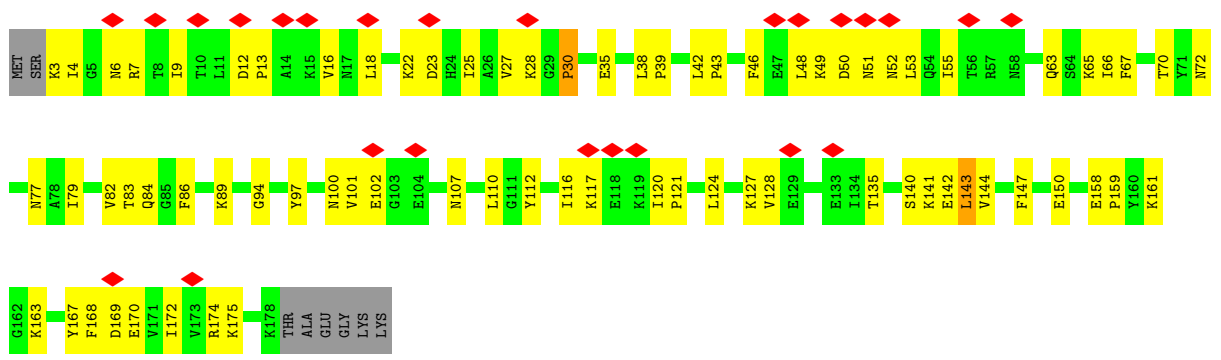 MET SER K3 I4 G5 N6 R7 T8 I9 T10 L11 D12 P13 A14 K15 V16 N17 L18 K22 D23 H24 I25 A26 V27 K28 G29 P30 E35 L38 P39 L42 P43 F46 E47 L48 K49 D50 N51 N52 L53 Q54 I55 T56 R57 N58 Q63 S64 K65 I66 F67 T70 Y71 N72
N77 A78 I79 V82 T83 Q84 G85 F86 K89 G94 Y97 N100 V101 E102 G103 E104 N107 L110 G111 Y112 I116 K117 E118 K119 I120 P121 L124 K127 V128 E129 E133 I134 T135 S140 K141 E142 L143 V144 F147 E150 E158 P159 Y160 K161
G162 K163 Y167 F168 D169 E170 V171 I172 V173 R174 K175 K178 THR ALA GLU GLY LYS LYS